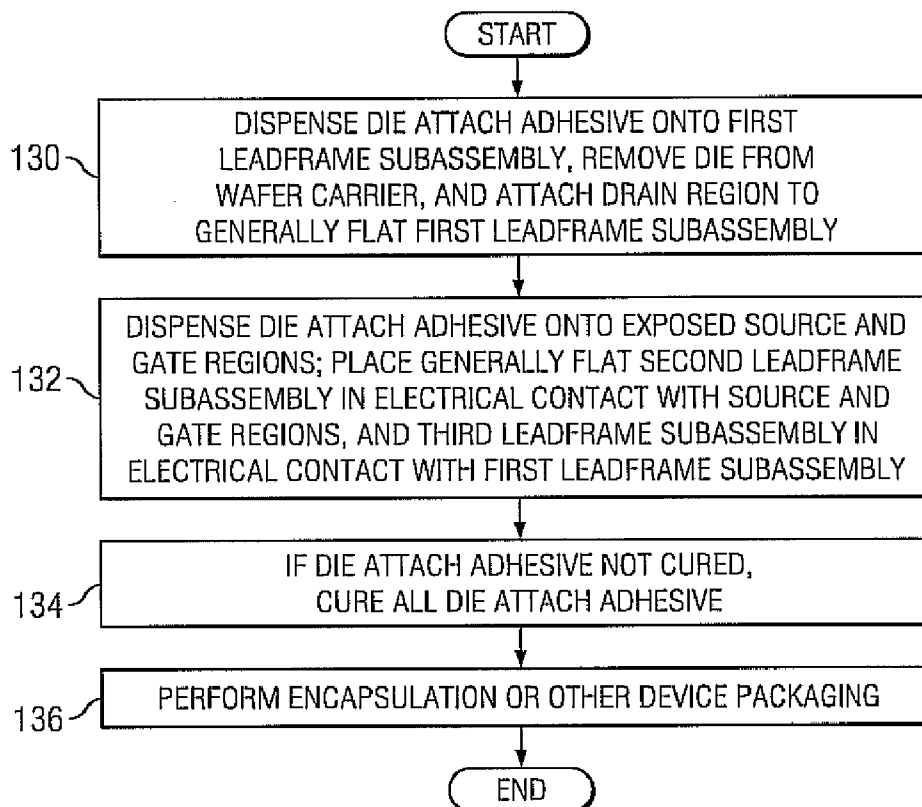 START
130
DISPENSE DIE ATTACH ADHESIVE ONTO FIRST
LEADFRAME SUBASSEMBLY, REMOVE DIE FROM
WAFER CARRIER, AND ATTACH DRAIN REGION TO
GENERALLY FLAT FIRST LEADFRAME SUBASSEMBLY
132
DISPENSE DIE ATTACH ADHESIVE ONTO EXPOSED SOURCE AND
GATE REGIONS; PLACE GENERALLY FLAT SECOND LEADFRAME
SUBASSEMBLY IN ELECTRICAL CONTACT WITH SOURCE AND
GATE REGIONS, AND THIRD LEADFRAME SUBASSEMBLY IN
ELECTRICAL CONTACT WITH FIRST LEADFRAME SUBASSEMBLY
134
IF DIE ATTACH ADHESIVE NOT CURED,
CURE ALL DIE ATTACH ADHESIVE
136
PERFORM ENCAPSULATION OR OTHER DEVICE PACKAGING
END